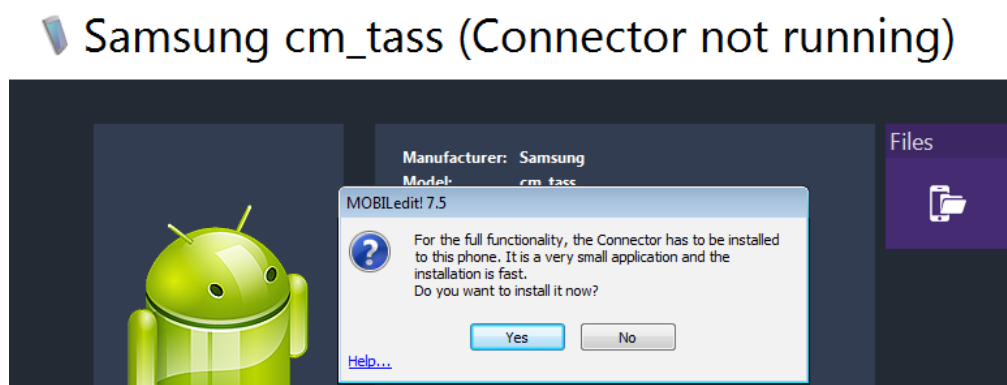 Samsung cm_tass (Connector not running)
Files
Manufacturer: Samsung
Model: cm_tass
MOBILedit! 7.5
For the full functionality, the Connector has to be installed
to this phone. It is a very small application and the
installation is fast.
Do you want to install it now?
Yes No
Help...